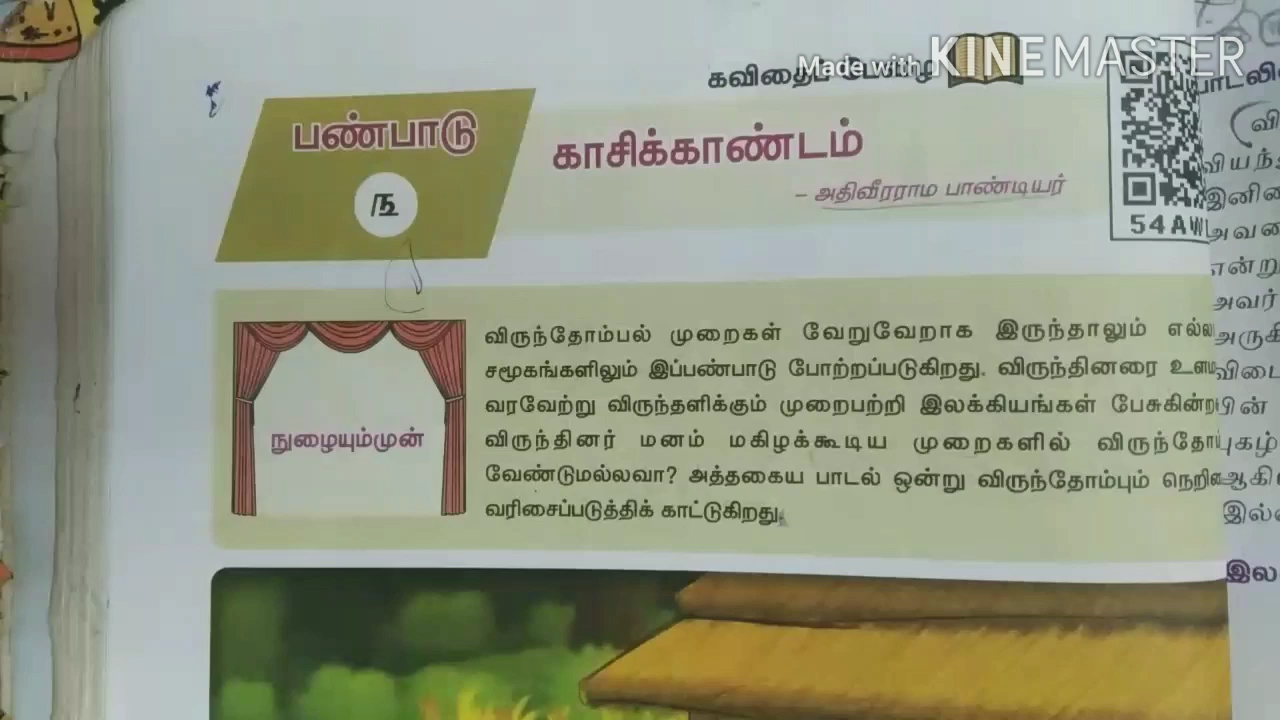 Made with KINEMASTER
பண்பாடு
௩
காசிக்காண்டம்
– அதிவீரராம பாண்டியர்
54AW
நுழையும்முன்
விருந்தோம்பல் முறைகள் வேறுவேறாக இருந்தாலும்
சமூகங்களிலும் இப்பண்பாடு போற்றப்படுகிறது. விருந்தினரை
வரவேற்று விருந்தளிக்கும் முறைபற்றி இலக்கியங்கள்
விருந்தினர் மனம் மகிழக்கூடிய முறைகளில்
வேண்டுமல்லவா? அத்தகைய பாடல் ஒன்று விருந்தோம்பும்
வரிசைப்படுத்திக் காட்டுகிறது.
என்று
பின்